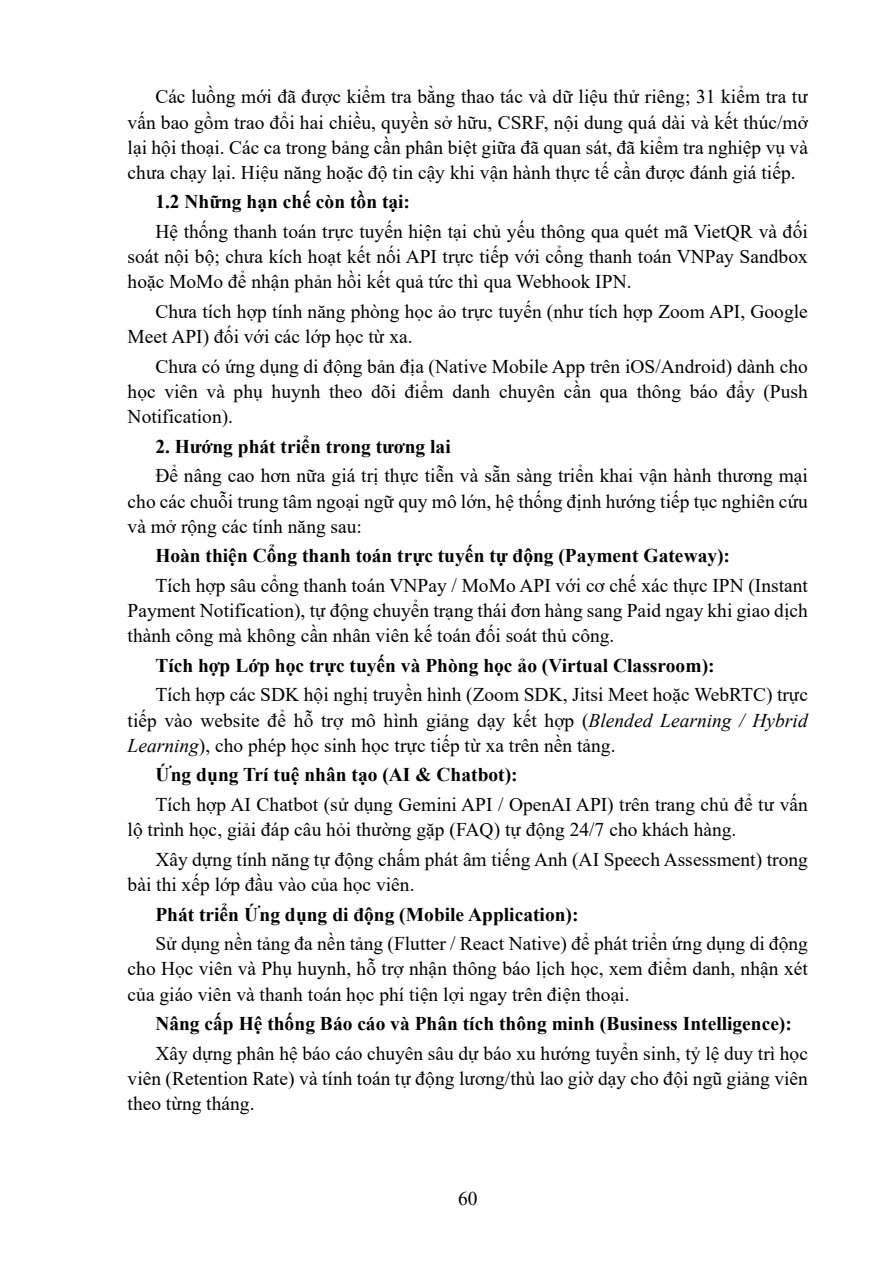 Các luồng mới đã được kiểm tra bằng thao tác và dữ liệu thử riêng; 31 kiểm tra tư
vấn bao gồm trao đổi hai chiều, quyền sở hữu, CSRF, nội dung quá dài và kết thúc/mở
lại hội thoại. Các ca trong bảng cần phân biệt giữa đã quan sát, đã kiểm tra nghiệp vụ và
chưa chạy lại. Hiệu năng hoặc độ tin cậy khi vận hành thực tế cần được đánh giá tiếp.
1.2 Những hạn chế còn tồn tại:
Hệ thống thanh toán trực tuyến hiện tại chủ yếu thông qua quét mã VietQR và đối
soát nội bộ; chưa kích hoạt kết nối API trực tiếp với cổng thanh toán VNPay Sandbox
hoặc MoMo để nhận phản hồi kết quả tức thì qua Webhook IPN.
Chưa tích hợp tính năng phòng học ảo trực tuyến (như tích hợp Zoom API, Google
Meet API) đối với các lớp học từ xa.
Chưa có ứng dụng di động bản địa (Native Mobile App trên iOS/Android) dành cho
học viên và phụ huynh theo dõi điểm danh chuyên cần qua thông báo đẩy (Push
Notification).
2. Hướng phát triển trong tương lai
Để nâng cao hơn nữa giá trị thực tiễn và sẵn sàng triển khai vận hành thương mại
cho các chuỗi trung tâm ngoại ngữ quy mô lớn, hệ thống định hướng tiếp tục nghiên cứu
và mở rộng các tính năng sau:
Hoàn thiện Cổng thanh toán trực tuyến tự động (Payment Gateway):
Tích hợp sâu cổng thanh toán VNPay / MoMo API với cơ chế xác thực IPN (Instant
Payment Notification), tự động chuyển trạng thái đơn hàng sang Paid ngay khi giao dịch
thành công mà không cần nhân viên kế toán đối soát thủ công.
Tích hợp Lớp học trực tuyến và Phòng học ảo (Virtual Classroom):
Tích hợp các SDK hội nghị truyền hình (Zoom SDK, Jitsi Meet hoặc WebRTC) trực
tiếp vào website để hỗ trợ mô hình giảng dạy kết hợp (Blended Learning / Hybrid
Learning), cho phép học sinh học trực tiếp từ xa trên nền tảng.
Ứng dụng Trí tuệ nhân tạo (AI & Chatbot):
Tích hợp AI Chatbot (sử dụng Gemini API / OpenAI API) trên trang chủ để tư vấn
lộ trình học, giải đáp câu hỏi thường gặp (FAQ) tự động 24/7 cho khách hàng.
Xây dựng tính năng tự động chấm phát âm tiếng Anh (AI Speech Assessment) trong
bài thi xếp lớp đầu vào của học viên.
Phát triển Ứng dụng di động (Mobile Application):
Sử dụng nền tảng đa nền tảng (Flutter / React Native) để phát triển ứng dụng di động
cho Học viên và Phụ huynh, hỗ trợ nhận thông báo lịch học, xem điểm danh, nhận xét
của giáo viên và thanh toán học phí tiện lợi ngay trên điện thoại.
Nâng cấp Hệ thống Báo cáo và Phân tích thông minh (Business Intelligence):
Xây dựng phân hệ báo cáo chuyên sâu dự báo xu hướng tuyển sinh, tỷ lệ duy trì học
viên (Retention Rate) và tính toán tự động lương/thù lao giờ dạy cho đội ngũ giảng viên
theo từng tháng.
60